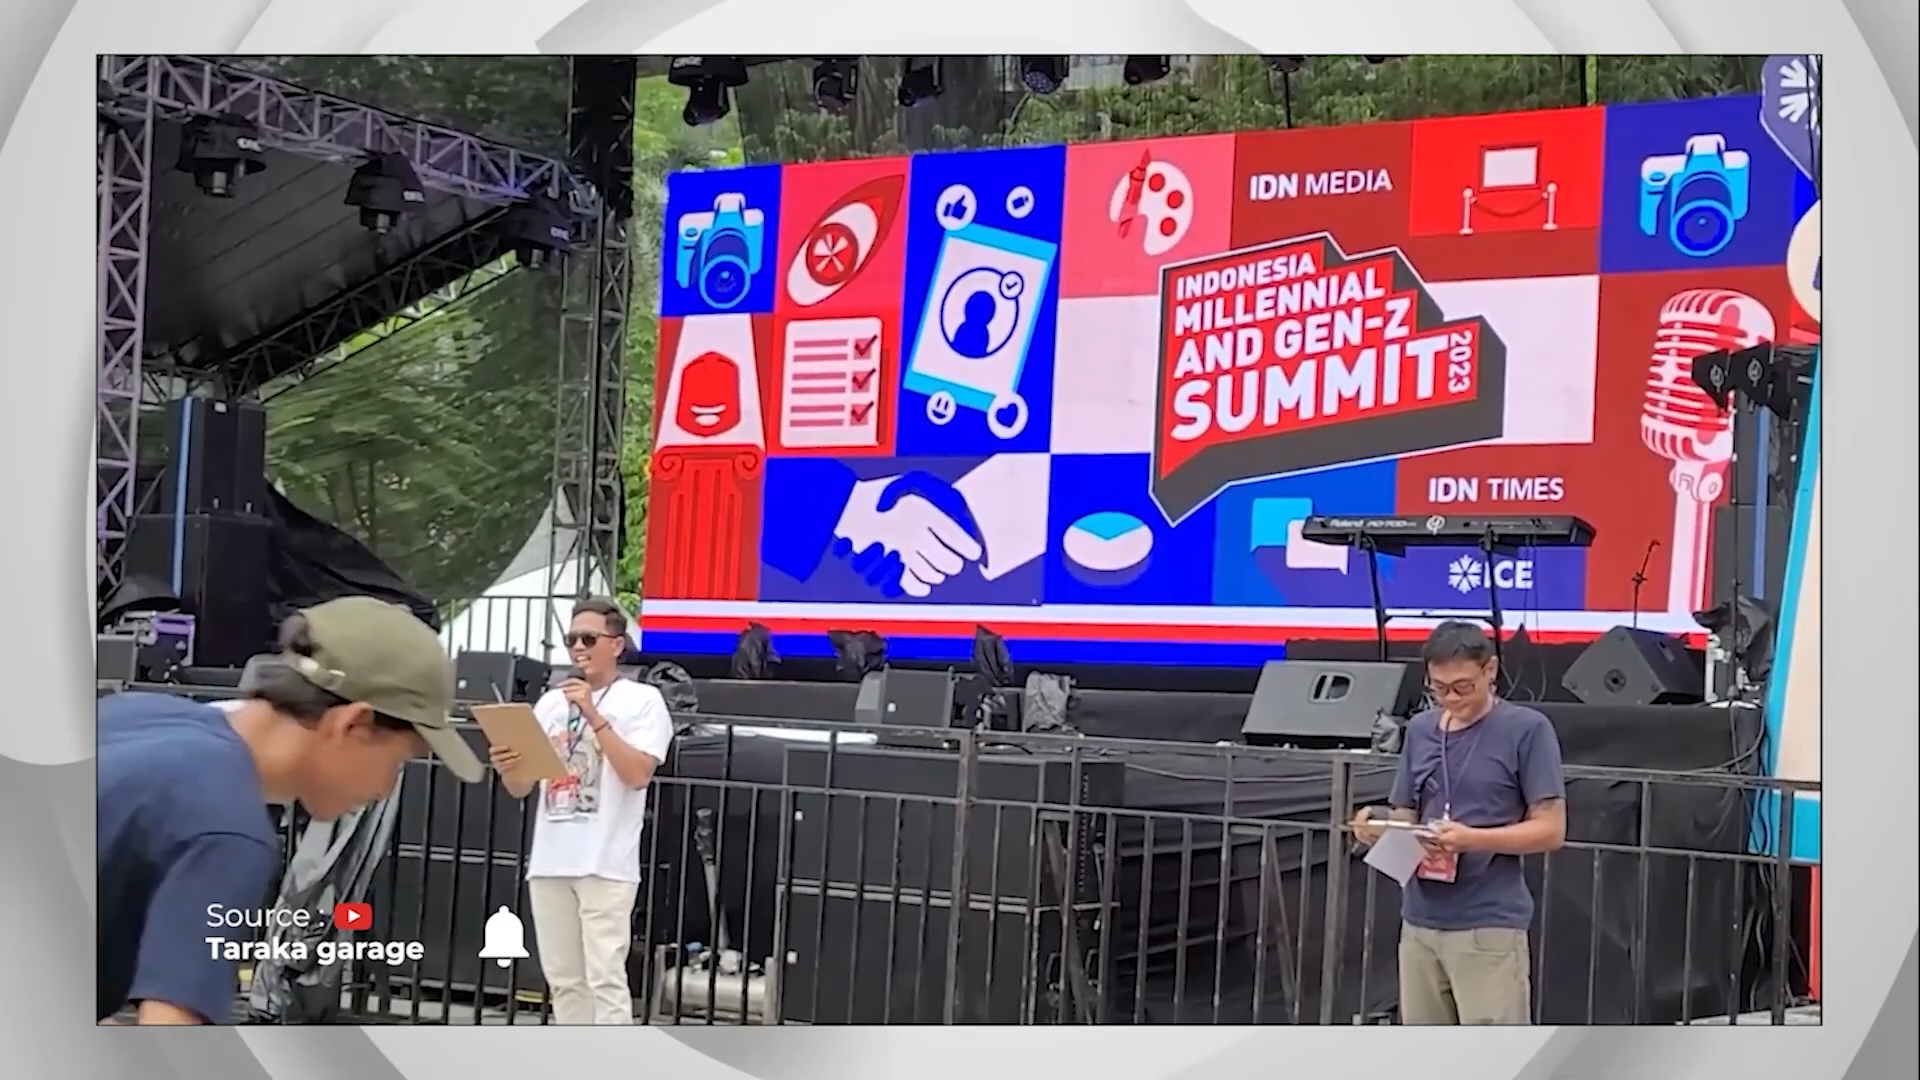 IDN MEDIA
INDONESIA
MILLENNIAL
AND GEN-Z
SUMMIT
2023
IDN TIMES
ICE
Roland
Source :
Taraka garage